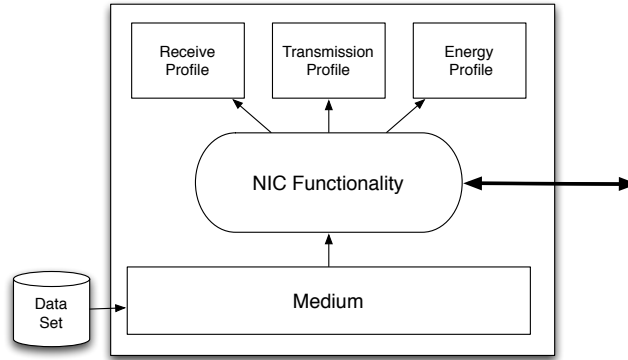 Receive
Profile
Transmission
Profile
Energy
Profile
NIC Functionality
Medium
Data
Set